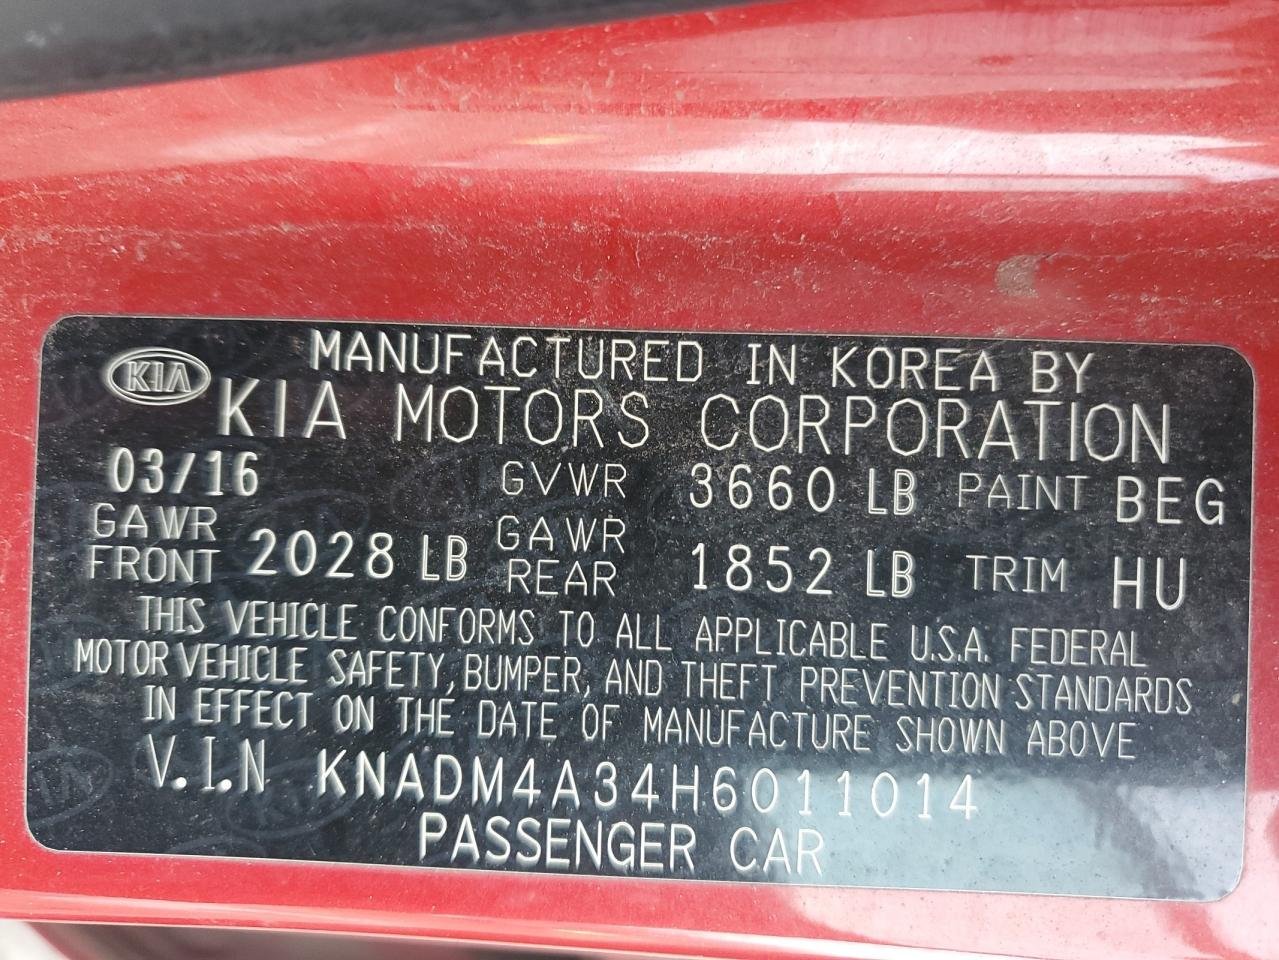 KIA
MANUFACTURED IN KOREA BY
KIA MOTORS CORPORATION
03/16 GVWR 3660 LB PAINT BEG
GAWR FRONT 2028 LB GAWR REAR 1852 LB TRIM HU
THIS VEHICLE CONFORMS TO ALL APPLICABLE U.S.A. FEDERAL
MOTOR VEHICLE SAFETY, BUMPER, AND THEFT PREVENTION STANDARDS
IN EFFECT ON THE DATE OF MANUFACTURE SHOWN ABOVE
V.I.N KNADM4A34H6011014
PASSENGER CAR